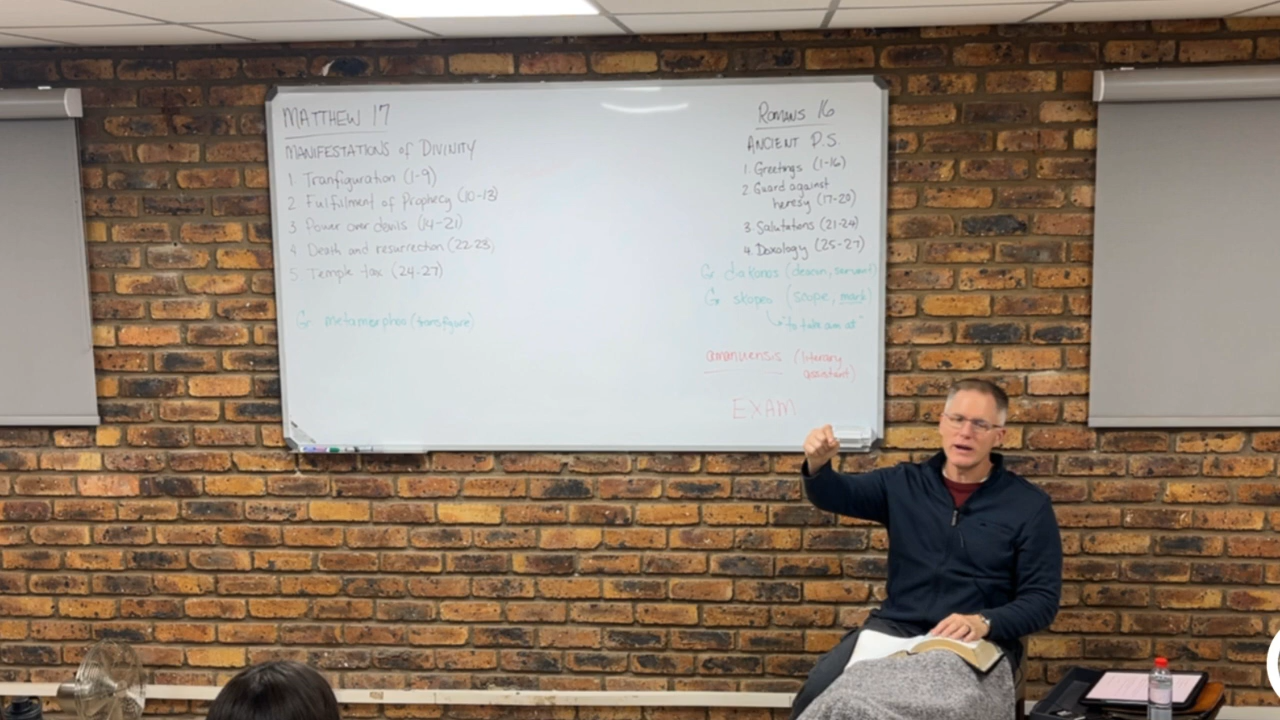 MATTHEW 17
MANIFESTATIONS of DIVINITY
1 Tranfiguration (1-9)
2 Fulfillment of Prophecy (10-13)
3 Power over devils (14-21)
4 Death and resurrection (22-23)
5 Temple tax (24-27)
Gr metamorphoo (transfigure)
Romans 16
ANCIENT P.S.
1. Greetings (1-16)
2. Guard against
heresy (17-20)
3. Salutations (21-24)
4. Doxology (25-27)
Gr diakonos (deacon, servant)
Gr skopeo (scope, mark)
"to take aim at"
amanuensis (literary
assistant)
EXAM